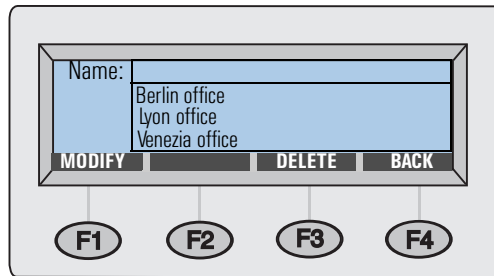 Name:
Berlin office
Lyon office
Venezia office
MODIFY DELETE BACK
F1 F2 F3 F4